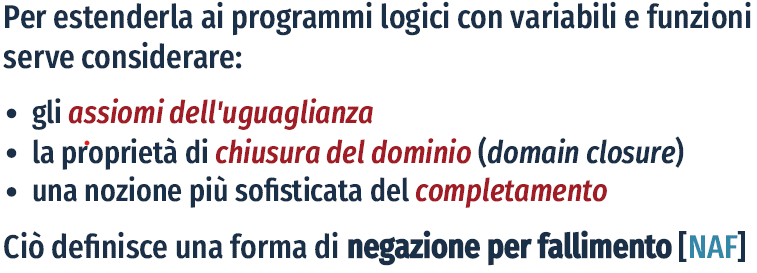 Per estenderla ai programmi logici con variabili e funzioni
serve considerare:
• gli assiomi dell'uguaglianza
• la proprietà di chiusura del dominio (domain closure)
• una nozione più sofisticata del completamento
Ciò definisce una forma di negazione per fallimento [NAF]